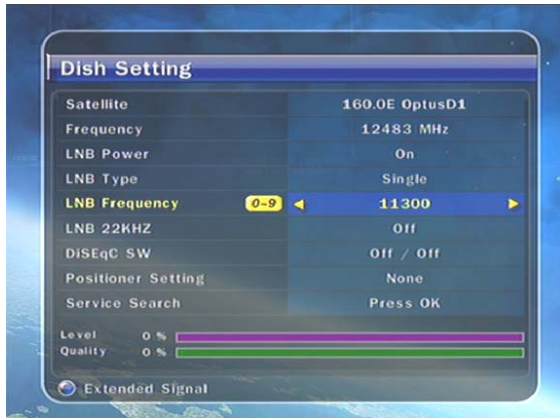 Dish Setting
Satellite 160.0E OptusD1
Frequency 12483 MHz
LNB Power On
LNB Type Single
LNB Frequency 0-9 11300
LNB 22KHZ Off
DiSEqC SW Off / Off
Positioner Setting None
Service Search Press OK
Level 0 %
Quality 0 %
Extended Signal